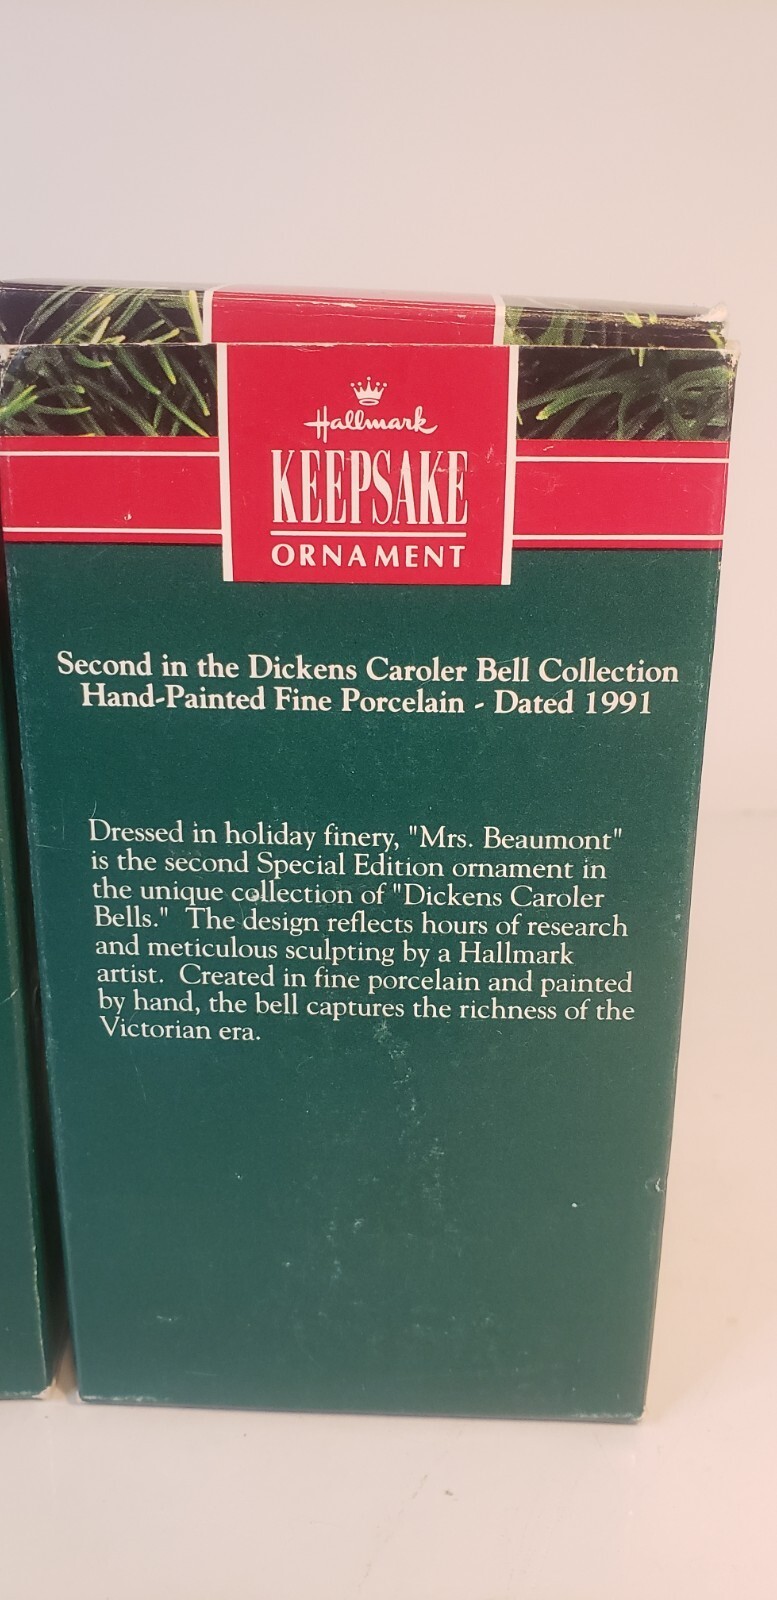 Hallmark
KEEPSAKE
ORNAMENT
Second in the Dickens Caroler Bell Collection
Hand-Painted Fine Porcelain - Dated 1991
Dressed in holiday finery, "Mrs. Beaumont"
is the second Special Edition ornament in
the unique collection of "Dickens Caroler
Bells."  The design reflects hours of research
and meticulous sculpting by a Hallmark
artist.  Created in fine porcelain and painted
by hand, the bell captures the richness of the
Victorian era.